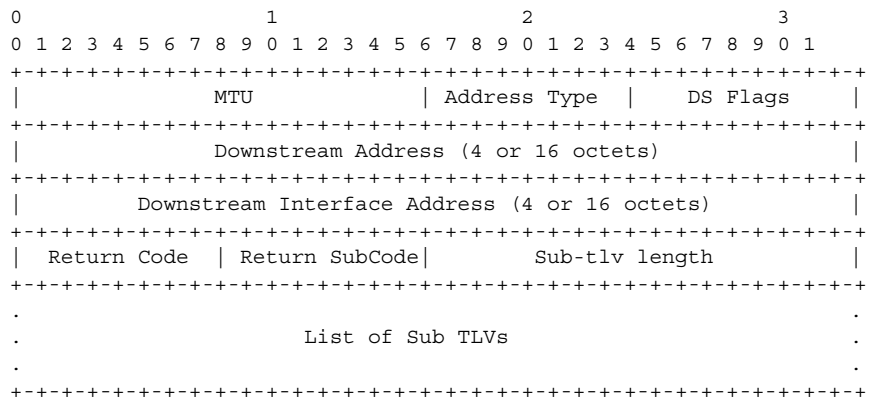 0                   1                   2                   3
0 1 2 3 4 5 6 7 8 9 0 1 2 3 4 5 6 7 8 9 0 1 2 3 4 5 6 7 8 9 0 1
+-+-+-+-+-+-+-+-+-+-+-+-+-+-+-+-+-+-+-+-+-+-+-+-+-+-+-+-+-+-+-+-+
|               MTU             | Address Type  |    DS Flags   |
+-+-+-+-+-+-+-+-+-+-+-+-+-+-+-+-+-+-+-+-+-+-+-+-+-+-+-+-+-+-+-+-+
|               Downstream Address (4 or 16 octets)             |
+-+-+-+-+-+-+-+-+-+-+-+-+-+-+-+-+-+-+-+-+-+-+-+-+-+-+-+-+-+-+-+-+
|         Downstream Interface Address (4 or 16 octets)         |
+-+-+-+-+-+-+-+-+-+-+-+-+-+-+-+-+-+-+-+-+-+-+-+-+-+-+-+-+-+-+-+-+
|  Return Code  | Return SubCode|        Sub-tlv length         |
+-+-+-+-+-+-+-+-+-+-+-+-+-+-+-+-+-+-+-+-+-+-+-+-+-+-+-+-+-+-+-+-+
.                                                               .
.                      List of Sub TLVs                         .
.                                                               .
+-+-+-+-+-+-+-+-+-+-+-+-+-+-+-+-+-+-+-+-+-+-+-+-+-+-+-+-+-+-+-+-+